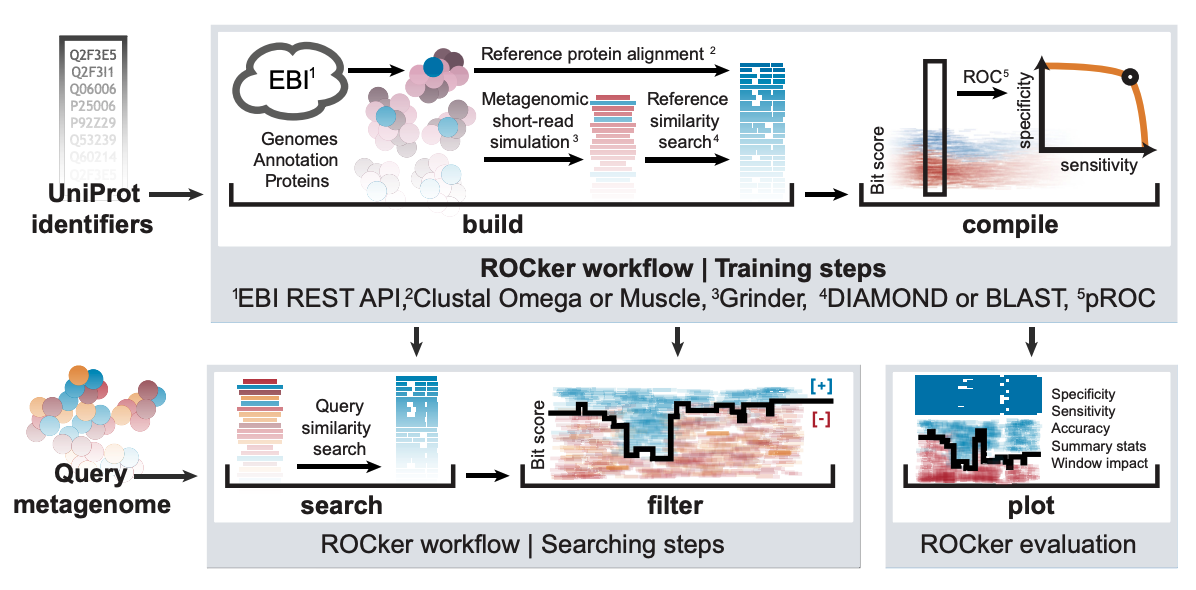 Q2F3E5
Q2F3I1
Q06006
P25006
P92Z29
Q53239
Q60214
Q2F3E5
UniProt
identifiers
EBI1
Genomes
Annotation
Proteins
Reference protein alignment 2
Metagenomic
short-read
simulation3
Reference
similarity
search4
build
Bit score
ROC5
specificity
sensitivity
compile
ROCker workflow | Training steps
1EBI REST API,2Clustal Omega or Muscle, 3Grinder, 4DIAMOND or BLAST, 5pROC
Query
metagenome
Query
similarity
search
search
Bit score
[+]
[-]
filter
ROCker workflow | Searching steps
Specificity
Sensitivity
Accuracy
Summary stats
Window impact
plot
ROCker evaluation